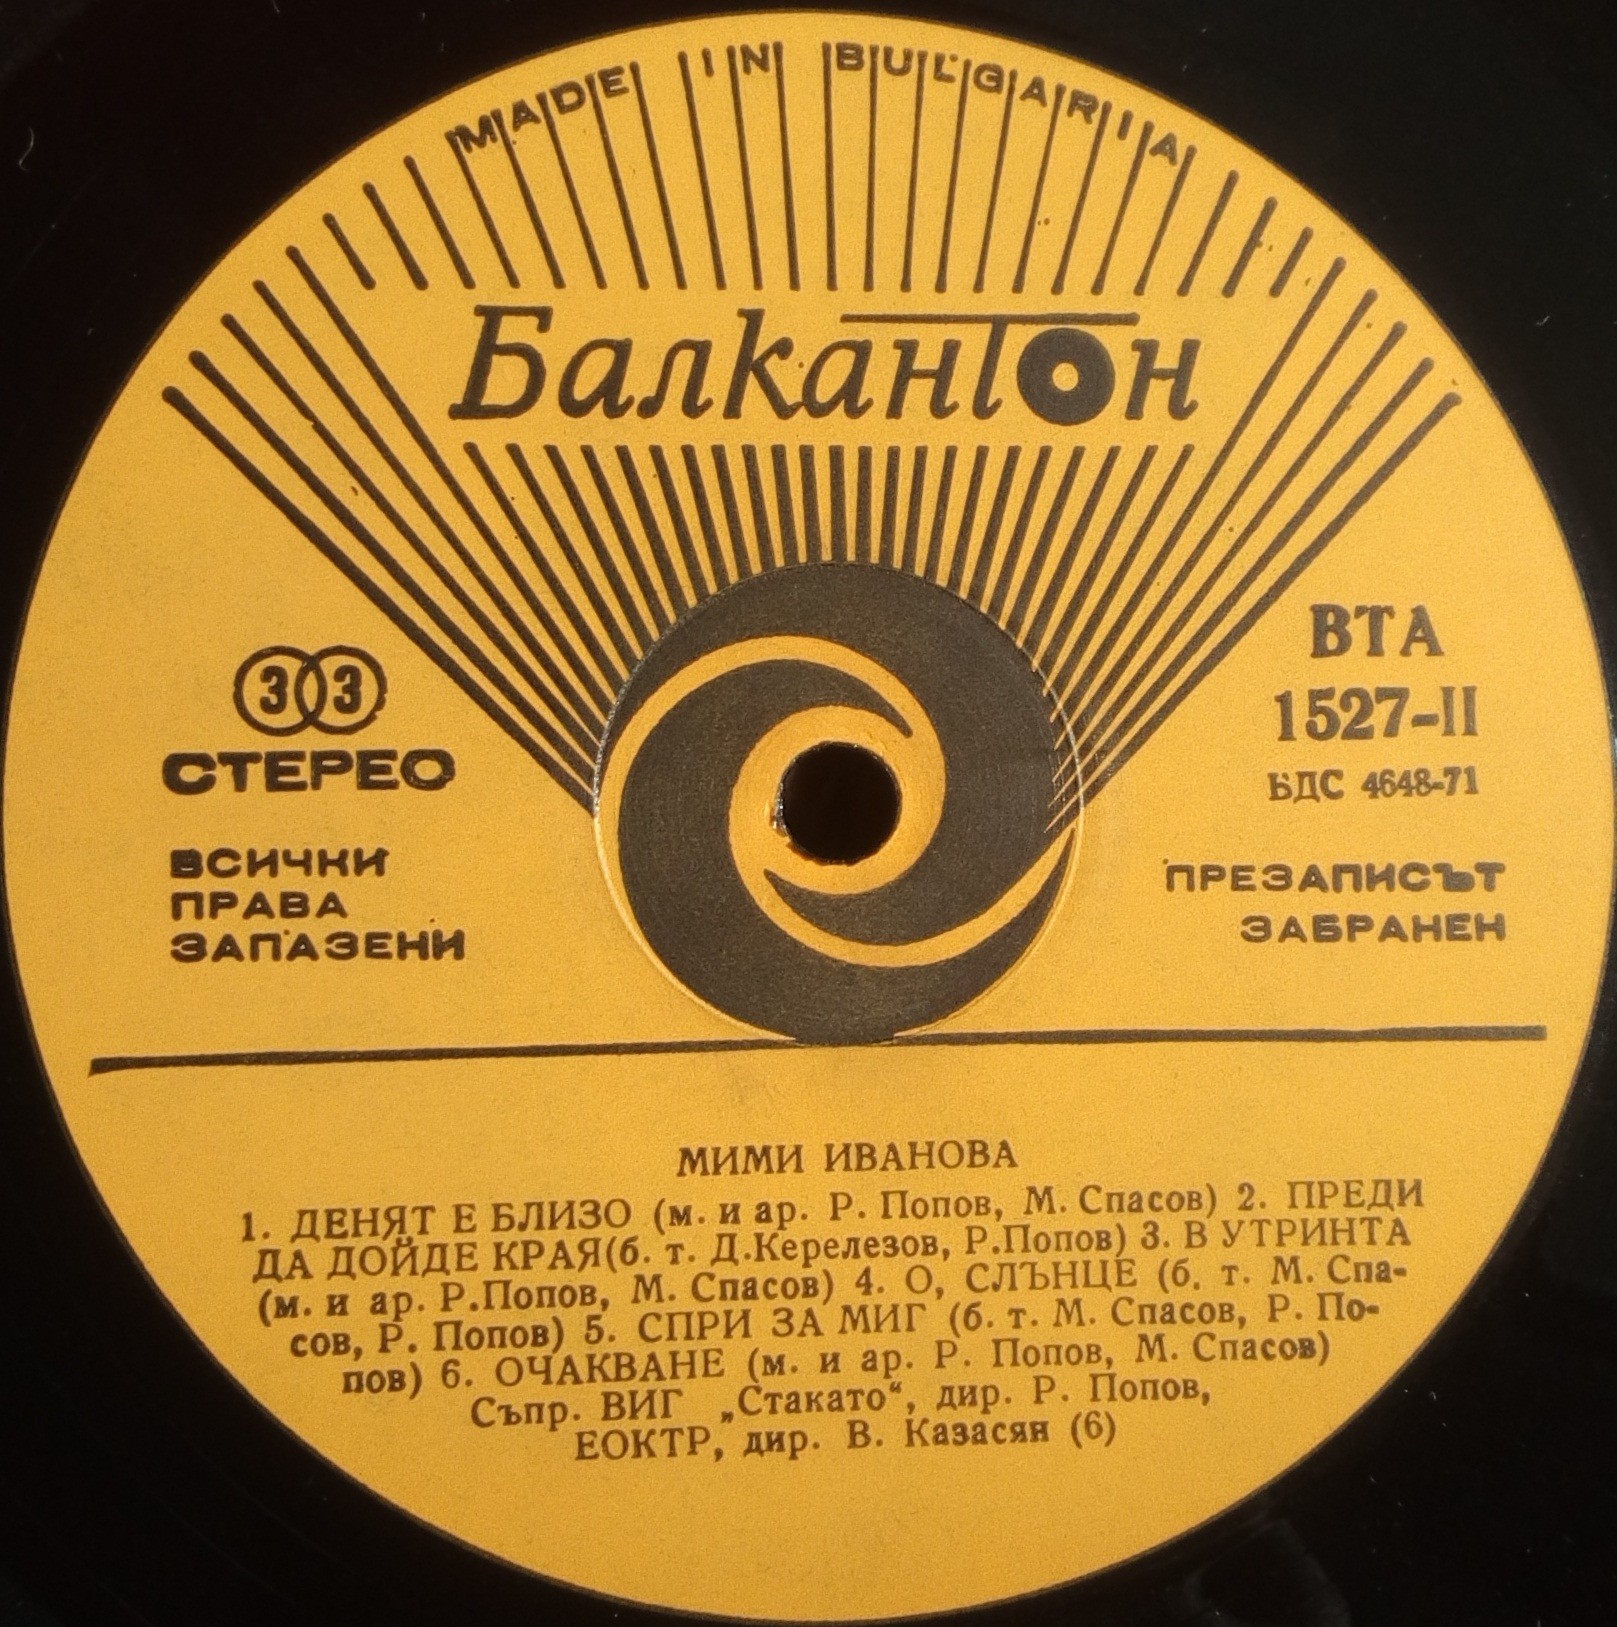 MADE IN BULGARIA
Балкантон
33
СТЕРЕО
ВСИЧКИ
ПРАВА
ЗАПАЗЕНИ
ВТА
1527-II
БДС 4648-71
ПРЕЗАПИСЪТ
ЗАБРАНЕН
МИМИ ИВАНОВА
1. ДЕНЯТ Е БЛИЗО (м. и ар. Р. Попов, М. Спасов) 2. ПРЕДИ
ДА ДОЙДЕ КРАЯ(б. т. Д.Керелезов, Р.Попов) 3. В УТРИНТА
(м. и ар. Р.Попов, М. Спасов) 4. О, СЛЪНЦЕ (б. т. М. Спа-
сов, Р. Попов) 5. СПРИ ЗА МИГ (б. т. М. Спасов, Р. По-
пов) 6. ОЧАКВАНЕ (м. и ар. Р. Попов, М. Спасов)
Съпр. ВИГ „Стакато“, дир. Р. Попов,
ЕОКТР, дир. В. Казасян (6)